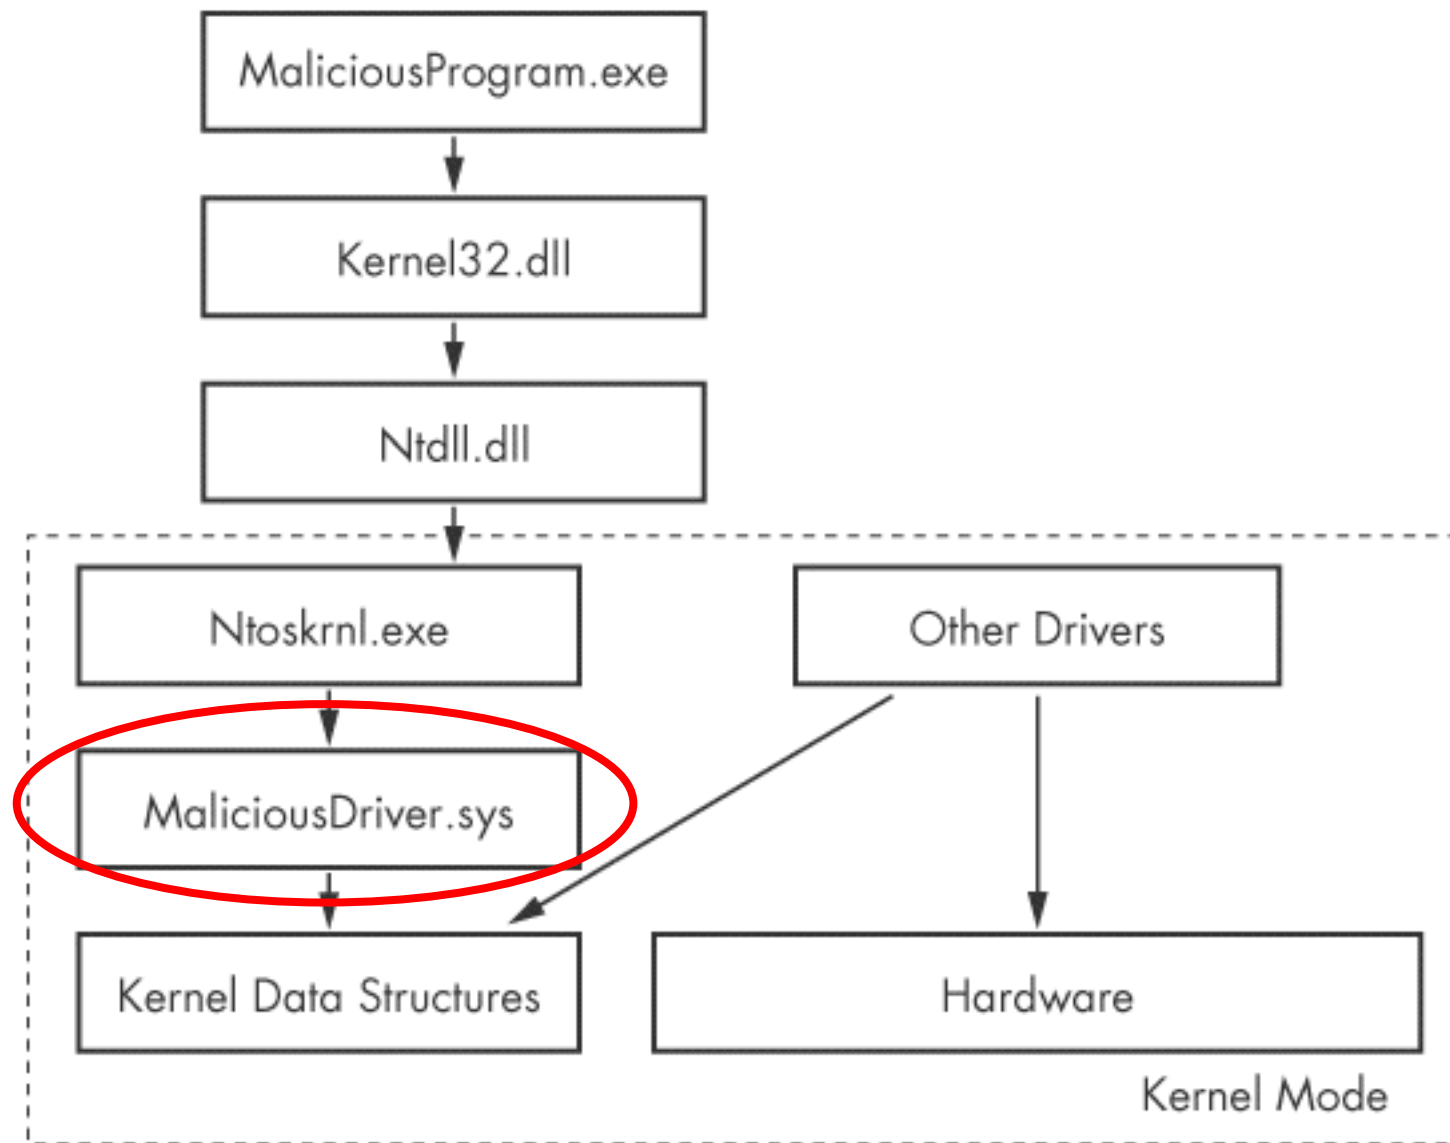 MaliciousProgram.exe
Kernel32.dll
Ntdll.dll
Ntoskrnl.exe
Other Drivers
MaliciousDriver.sys
Kernel Data Structures
Hardware
Kernel Mode